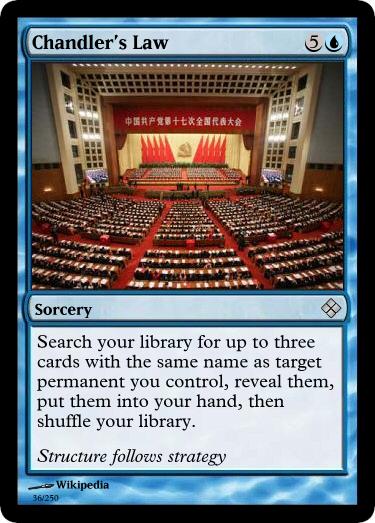 Chandler's Law 5
中国共产党第十七次全国代表大会
Sorcery
Search your library for up to three
cards with the same name as target
permanent you control, reveal them,
put them into your hand, then
shuffle your library.
Structure follows strategy
Wikipedia
36/250